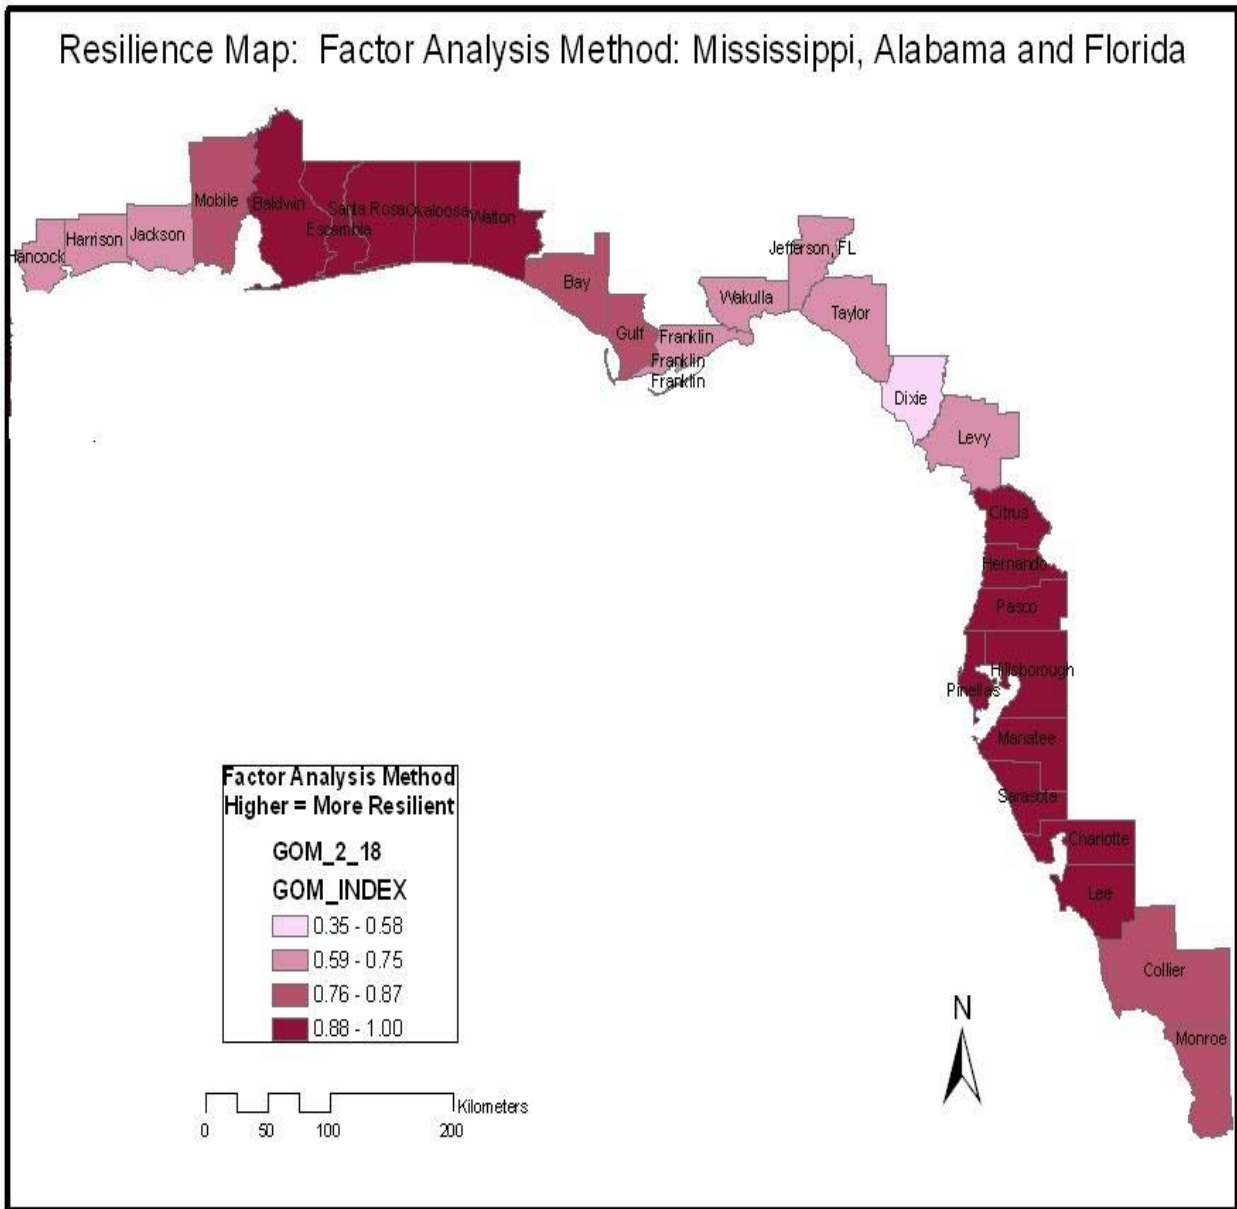 Resilience Map: Factor Analysis Method: Mississippi, Alabama and Florida
Mobile
Baldwin
Santa Rosa
Okaloosa
Walton
Escambia
Hancock
Harrison
Jackson
Jefferson, FL
Bay
Wakulla
Taylor
Gulf
Franklin
Franklin
Franklin
Dixie
Levy
Citrus
Hernando
Pasco
Hillsborough
Pinellas
Manatee
Sarasota
Charlotte
Lee
Collier
Monroe
Factor Analysis Method
Higher = More Resilient
GOM_2_18
GOM_INDEX
0.35 - 0.58
0.59 - 0.75
0.76 - 0.87
0.88 - 1.00
N
Kilometers
0 50 100 200